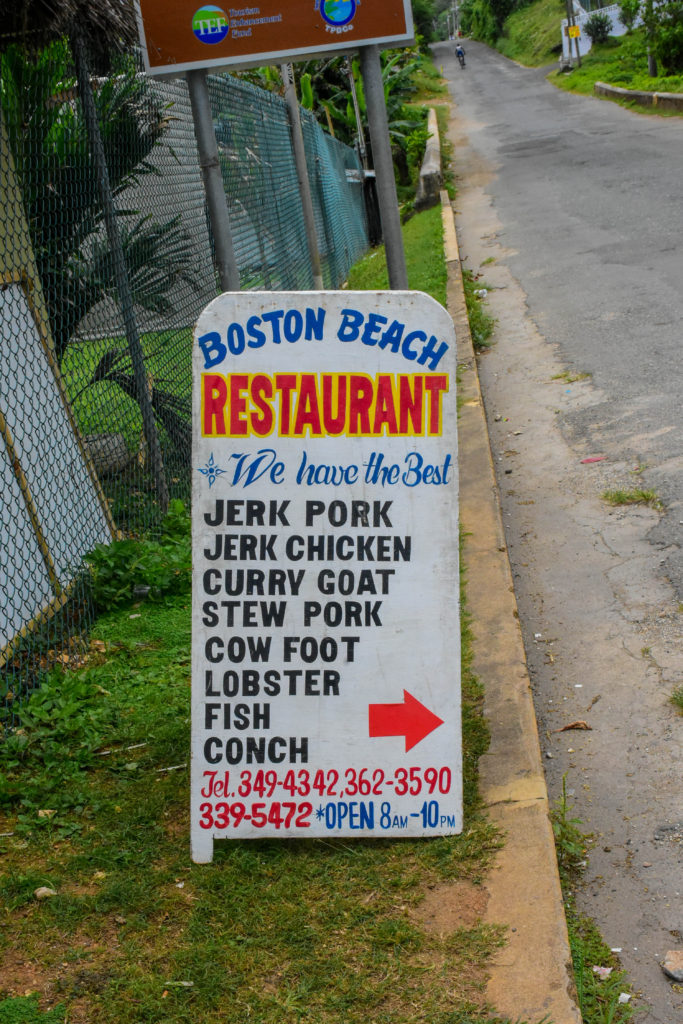 TEF Tourism
Enhancement
Fund
TPDCo
BOSTON BEACH
RESTAURANT
We have the Best
JERK PORK
JERK CHICKEN
CURRY GOAT
STEW PORK
COW FOOT
LOBSTER
FISH
CONCH
Tel. 349-4342, 362-3590
339-5472 *OPEN 8AM-10PM